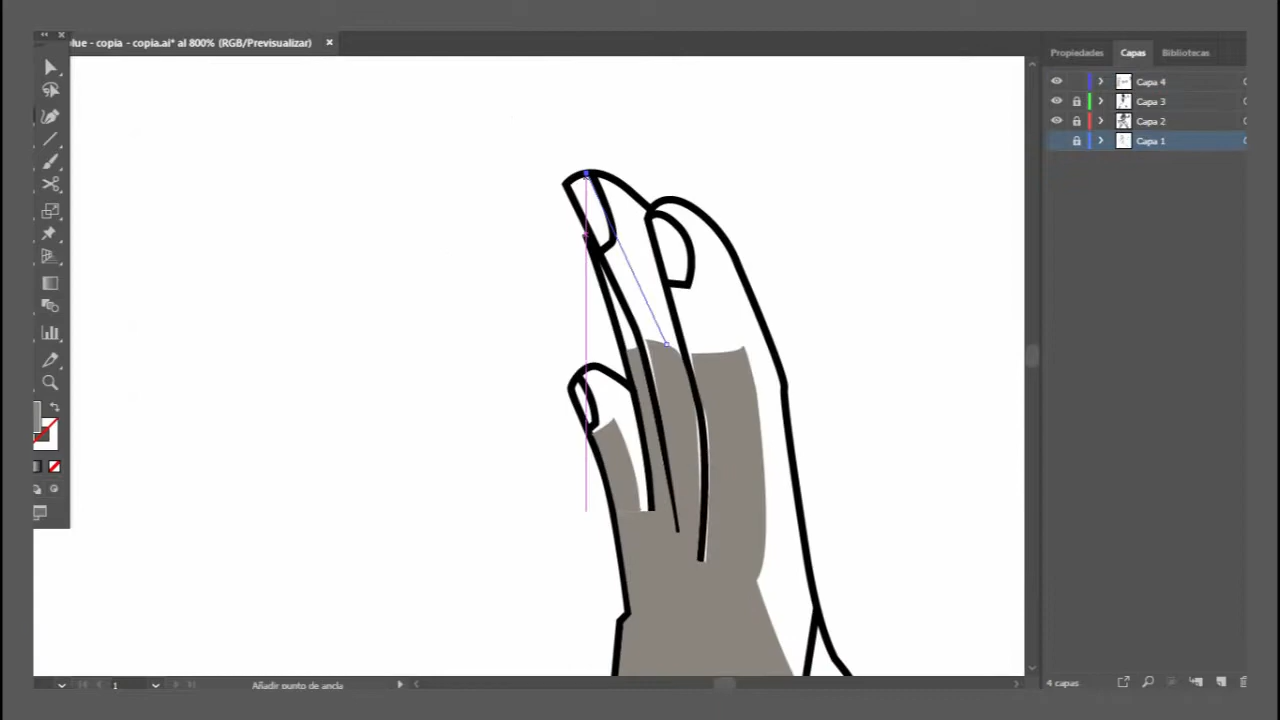 lue - copia - copia.ai* al 800% (RGB/Previsualizar)
Propiedades Capas Bibliotecas
Capa 4
Capa 3
Capa 2
Capa 1
1 Añadir punto de ancla 4 capas